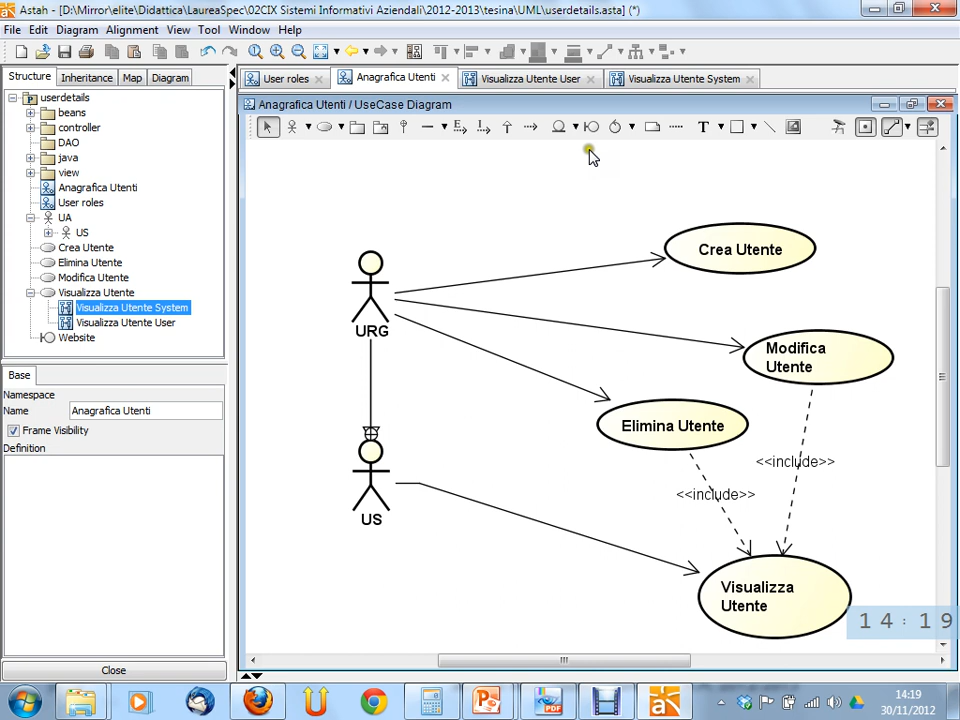 Astah - [D:\Mirror\elite\Didattica\LaureaSpec\02CIX Sistemi Informativi Aziendali\2012-2013\tesina\UML\userdetails.asta] (*)
File Edit Diagram Alignment View Tool Window Help
Structure Inheritance Map Diagram
User roles Anagrafica Utenti Visualizza Utente User Visualizza Utente System
Anagrafica Utenti / UseCase Diagram
userdetails
beans
controller
DAO
java
view
Anagrafica Utenti
User roles
UA
US
Crea Utente
Elimina Utente
Modifica Utente
Visualizza Utente
Visualizza Utente System
Visualizza Utente User
Website
Base
Namespace
Name Anagrafica Utenti
Frame Visibility
Definition
Close
E
I
T
Crea Utente
URG
Modifica
Utente
Elimina Utente
<<include>>
<<include>>
US
Visualizza
Utente
14:19
PDF
14:19
30/11/2012